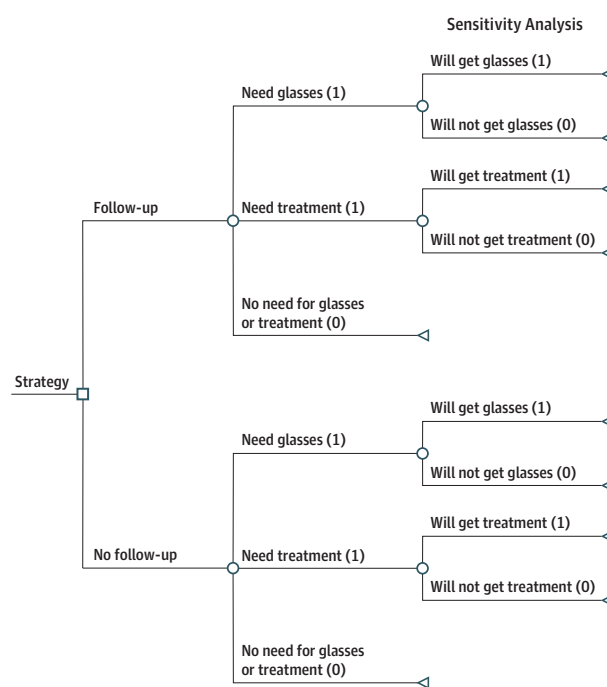 Sensitivity Analysis
Will get glasses (1)
Need glasses (1)
Will not get glasses (0)
Will get treatment (1)
Follow-up
Need treatment (1)
Will not get treatment (0)
No need for glasses
or treatment (0)
Strategy
Will get glasses (1)
Need glasses (1)
Will not get glasses (0)
Will get treatment (1)
No follow-up
Need treatment (1)
Will not get treatment (0)
No need for glasses
or treatment (0)